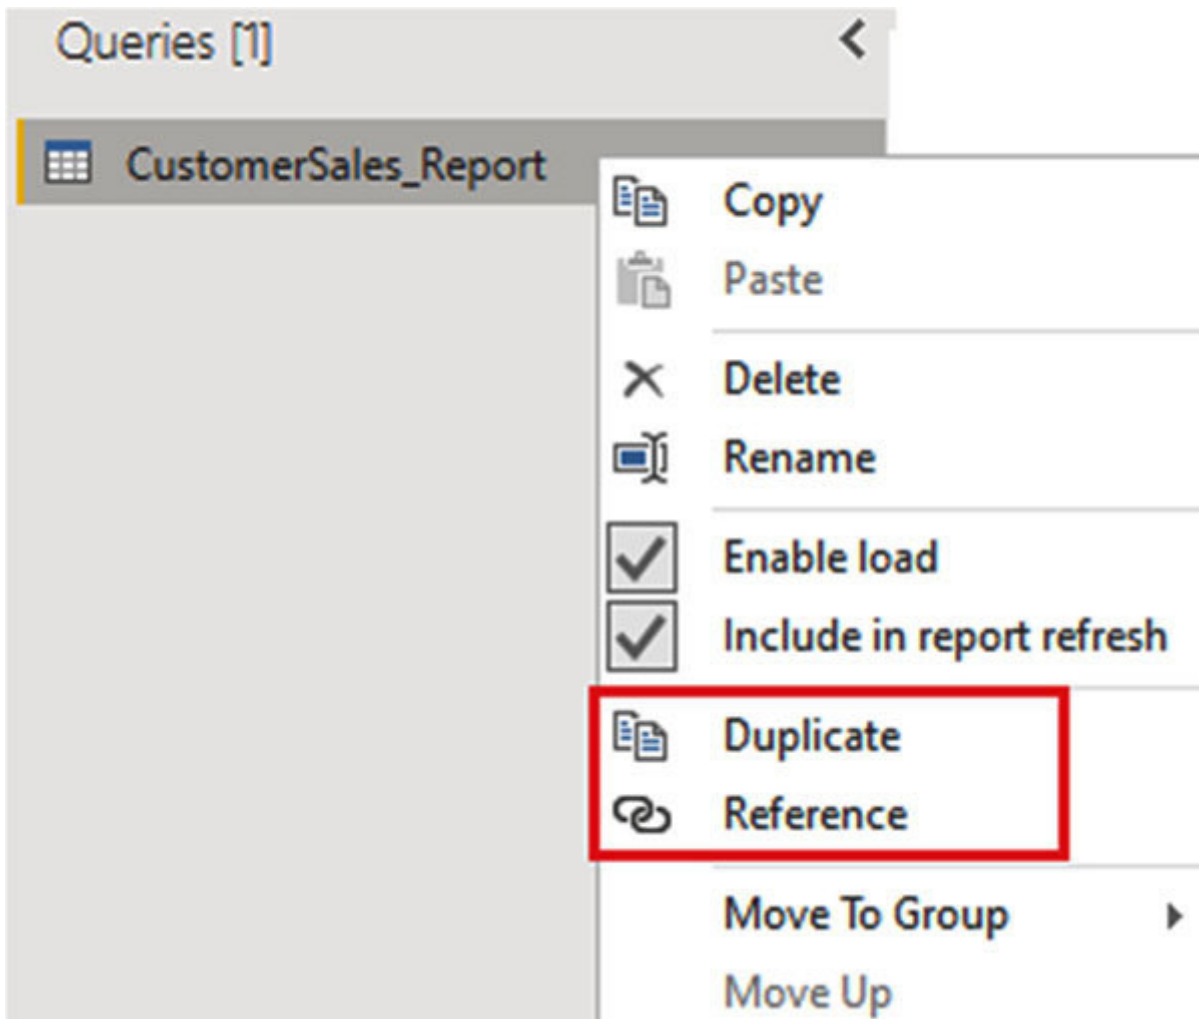 Queries [1]
CustomerSales_Report
Copy
Paste
Delete
Rename
Enable load
Include in report refresh
Duplicate
Reference
Move To Group
Move Up